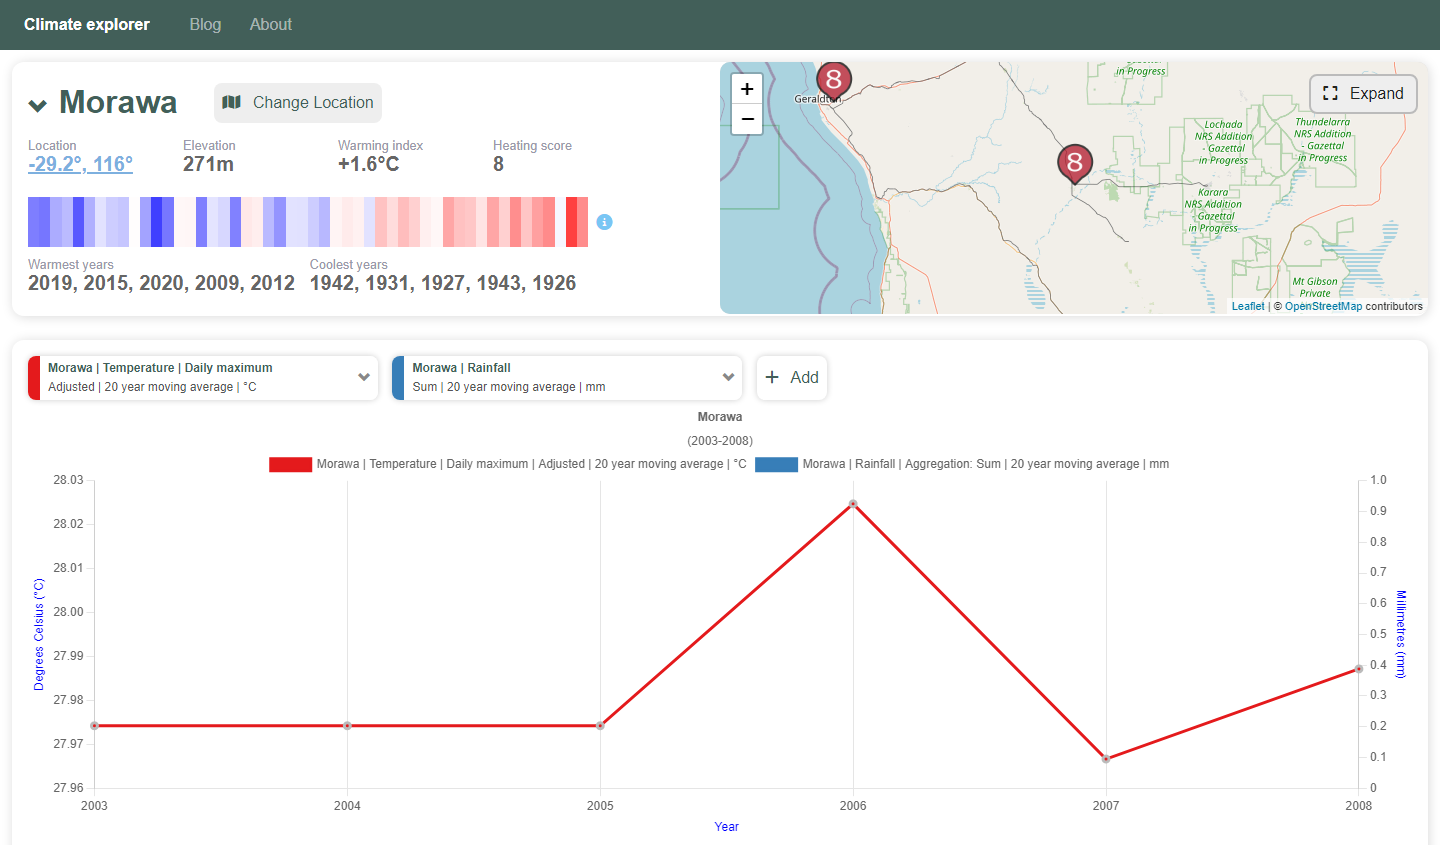 Climate explorer
Blog
About
Morawa
Change Location
Location
-29.2°, 116°
Elevation
271m
Warming index
+1.6°C
Heating score
8
Warmest years
2019, 2015, 2020, 2009, 2012
Coolest years
1942, 1931, 1927, 1943, 1926
+
−
8
Geraldton
8
in Progress
Expand
Lochada
NRS Addition
- Gazettal
in Progress
Thundelarra
NRS Addition
- Gazettal
in Progress
Karara
NRS Addition
Gazettal
in Progress
Mt Gibson
Private
Leaflet | © OpenStreetMap contributors
Morawa | Temperature | Daily maximum
Adjusted | 20 year moving average | °C
Morawa | Rainfall
Sum | 20 year moving average | mm
+ Add
Morawa
(2003-2008)
Morawa | Temperature | Daily maximum | Adjusted | 20 year moving average | °C
Morawa | Rainfall | Aggregation: Sum | 20 year moving average | mm
Degrees Celsius (°C)
28.03
28.02
28.01
28.00
27.99
27.98
27.97
27.96
1.0
0.9
0.8
0.7
0.6
0.5
0.4
0.3
0.2
0.1
0
Millimetres (mm)
2003
2004
2005
2006
2007
2008
Year